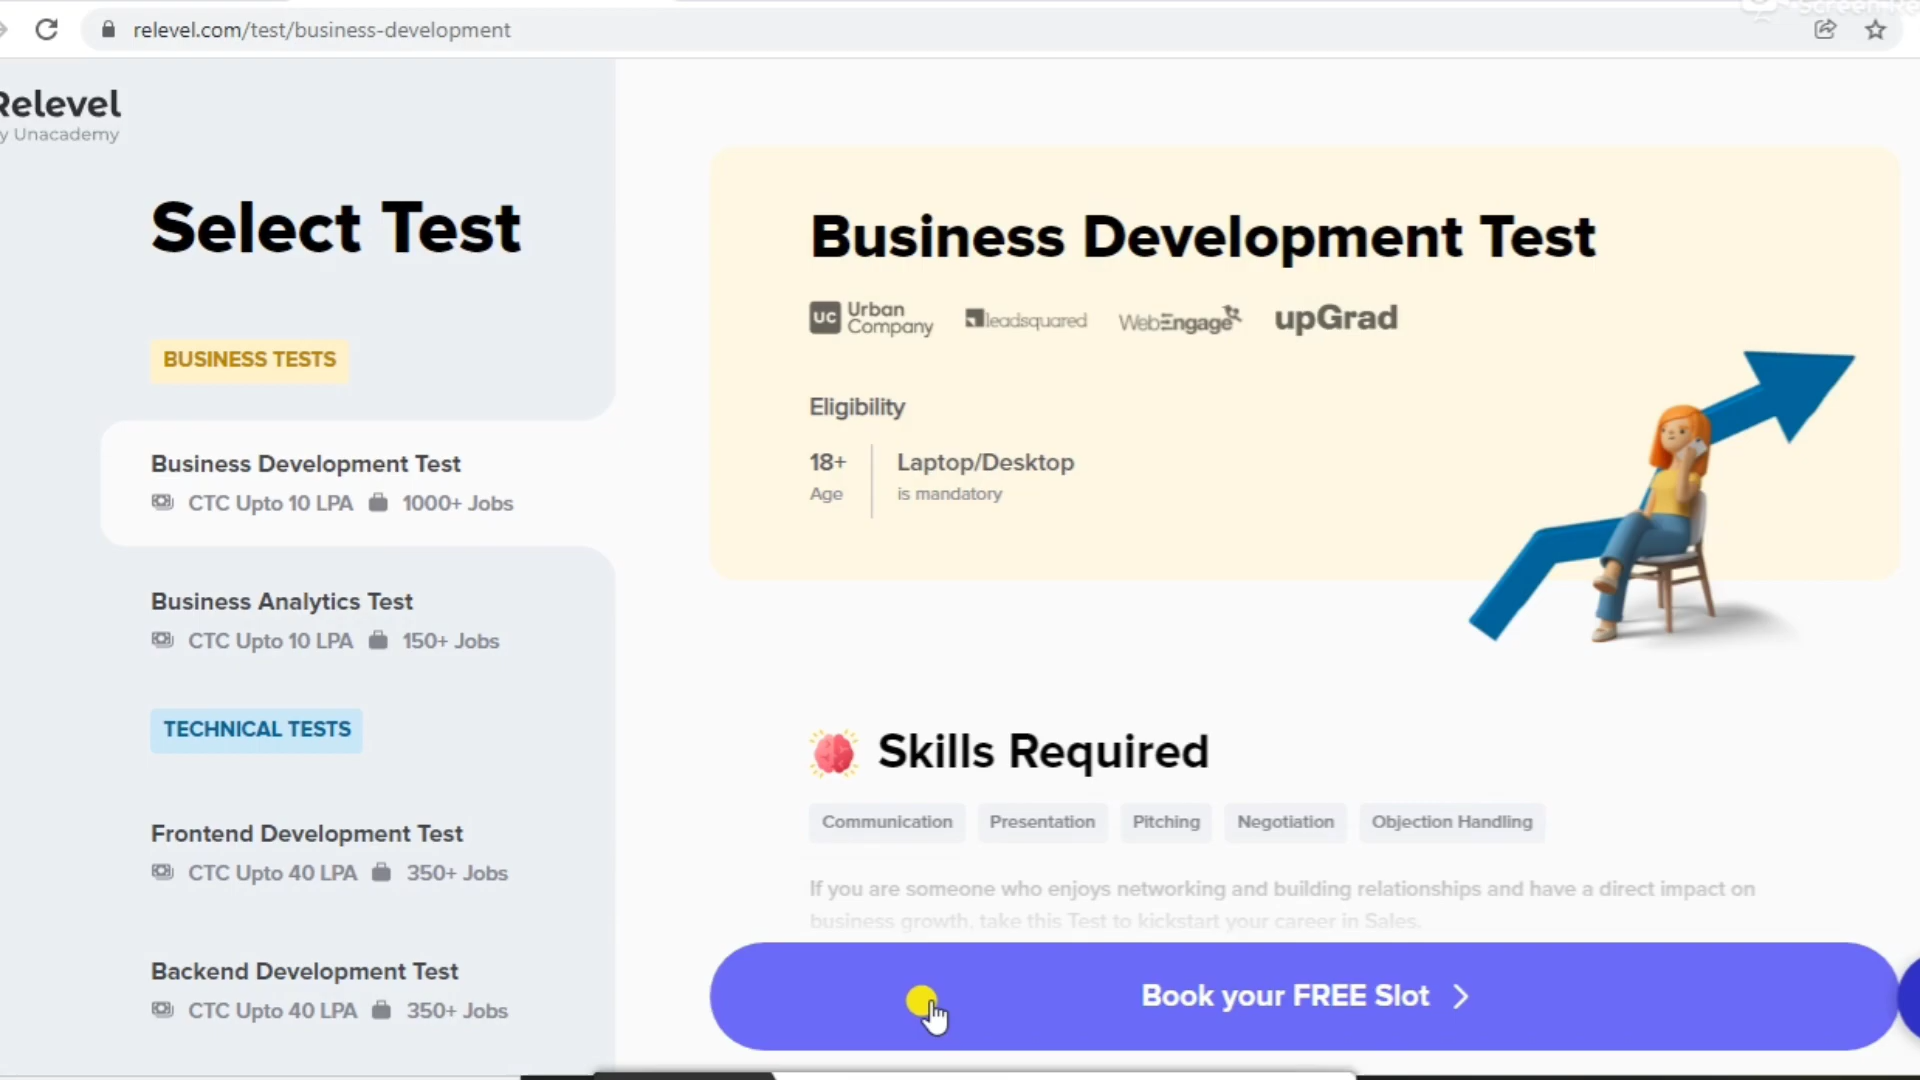 relevel.com/test/business-development
Relevel
y Unacademy
Select Test
BUSINESS TESTS
Business Development Test
CTC Upto 10 LPA 1000+ Jobs
Business Analytics Test
CTC Upto 10 LPA 150+ Jobs
TECHNICAL TESTS
Frontend Development Test
CTC Upto 40 LPA 350+ Jobs
Backend Development Test
CTC Upto 40 LPA 350+ Jobs
Business Development Test
UC Urban Company leadsquared WebEngage upGrad
Eligibility
18+ Laptop/Desktop
Age is mandatory
Skills Required
Communication Presentation Pitching Negotiation Objection Handling
If you are someone who enjoys networking and building relationships and have a direct impact on
business growth, take this Test to kickstart your career in Sales.
Book your FREE Slot